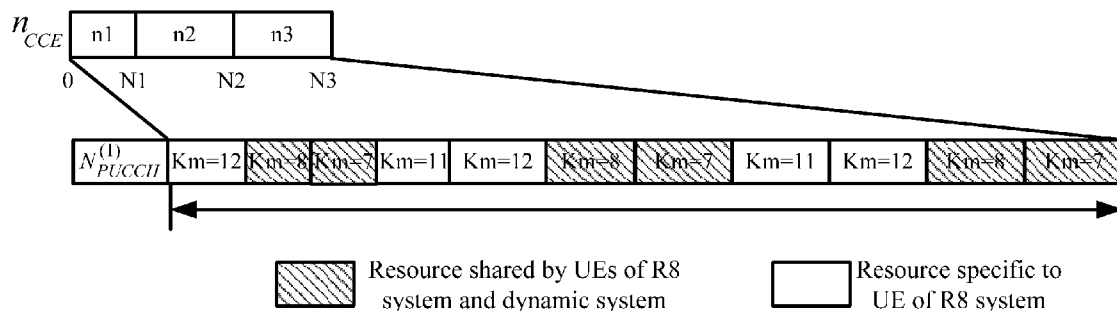 n_CCE n1 n2 n3
0 N1 N2 N3
N_PUCCH^(1) Km=12 Km=8 Km=7 Km=11 Km=12 Km=8 Km=7 Km=11 Km=12 Km=8 Km=7
Resource shared by UEs of R8
system and dynamic system
Resource specific to
UE of R8 system